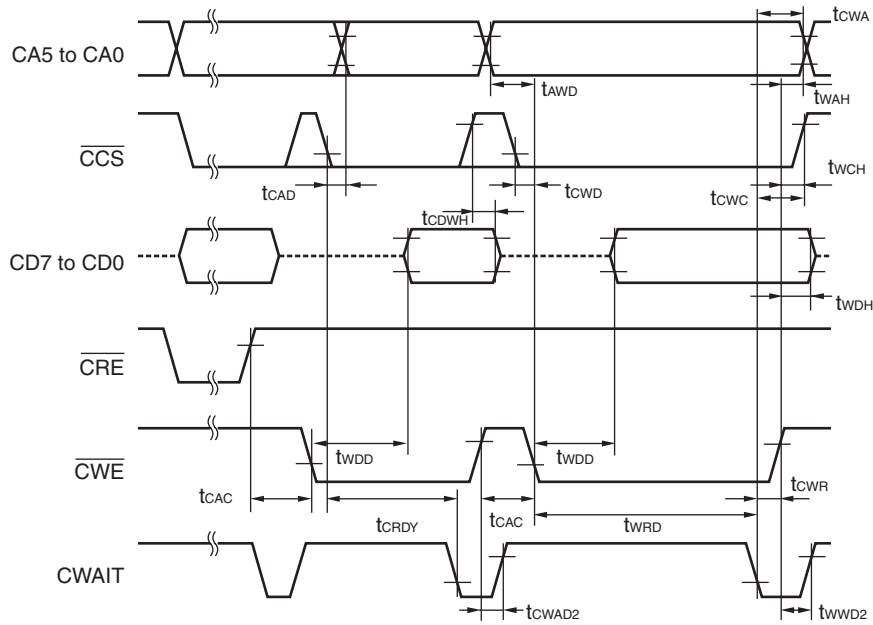 tCWA
CA5 to CA0
tAWD
tWAH
CCS
tCAD
tCWD
tWCH
tCWC
tCDWH
CD7 to CD0
tWDH
CRE
CWE
tWDD
tWDD
tCAC
tCRDY
tCAC
tWRD
tCWR
CWAIT
tCWAD2
tWWD2